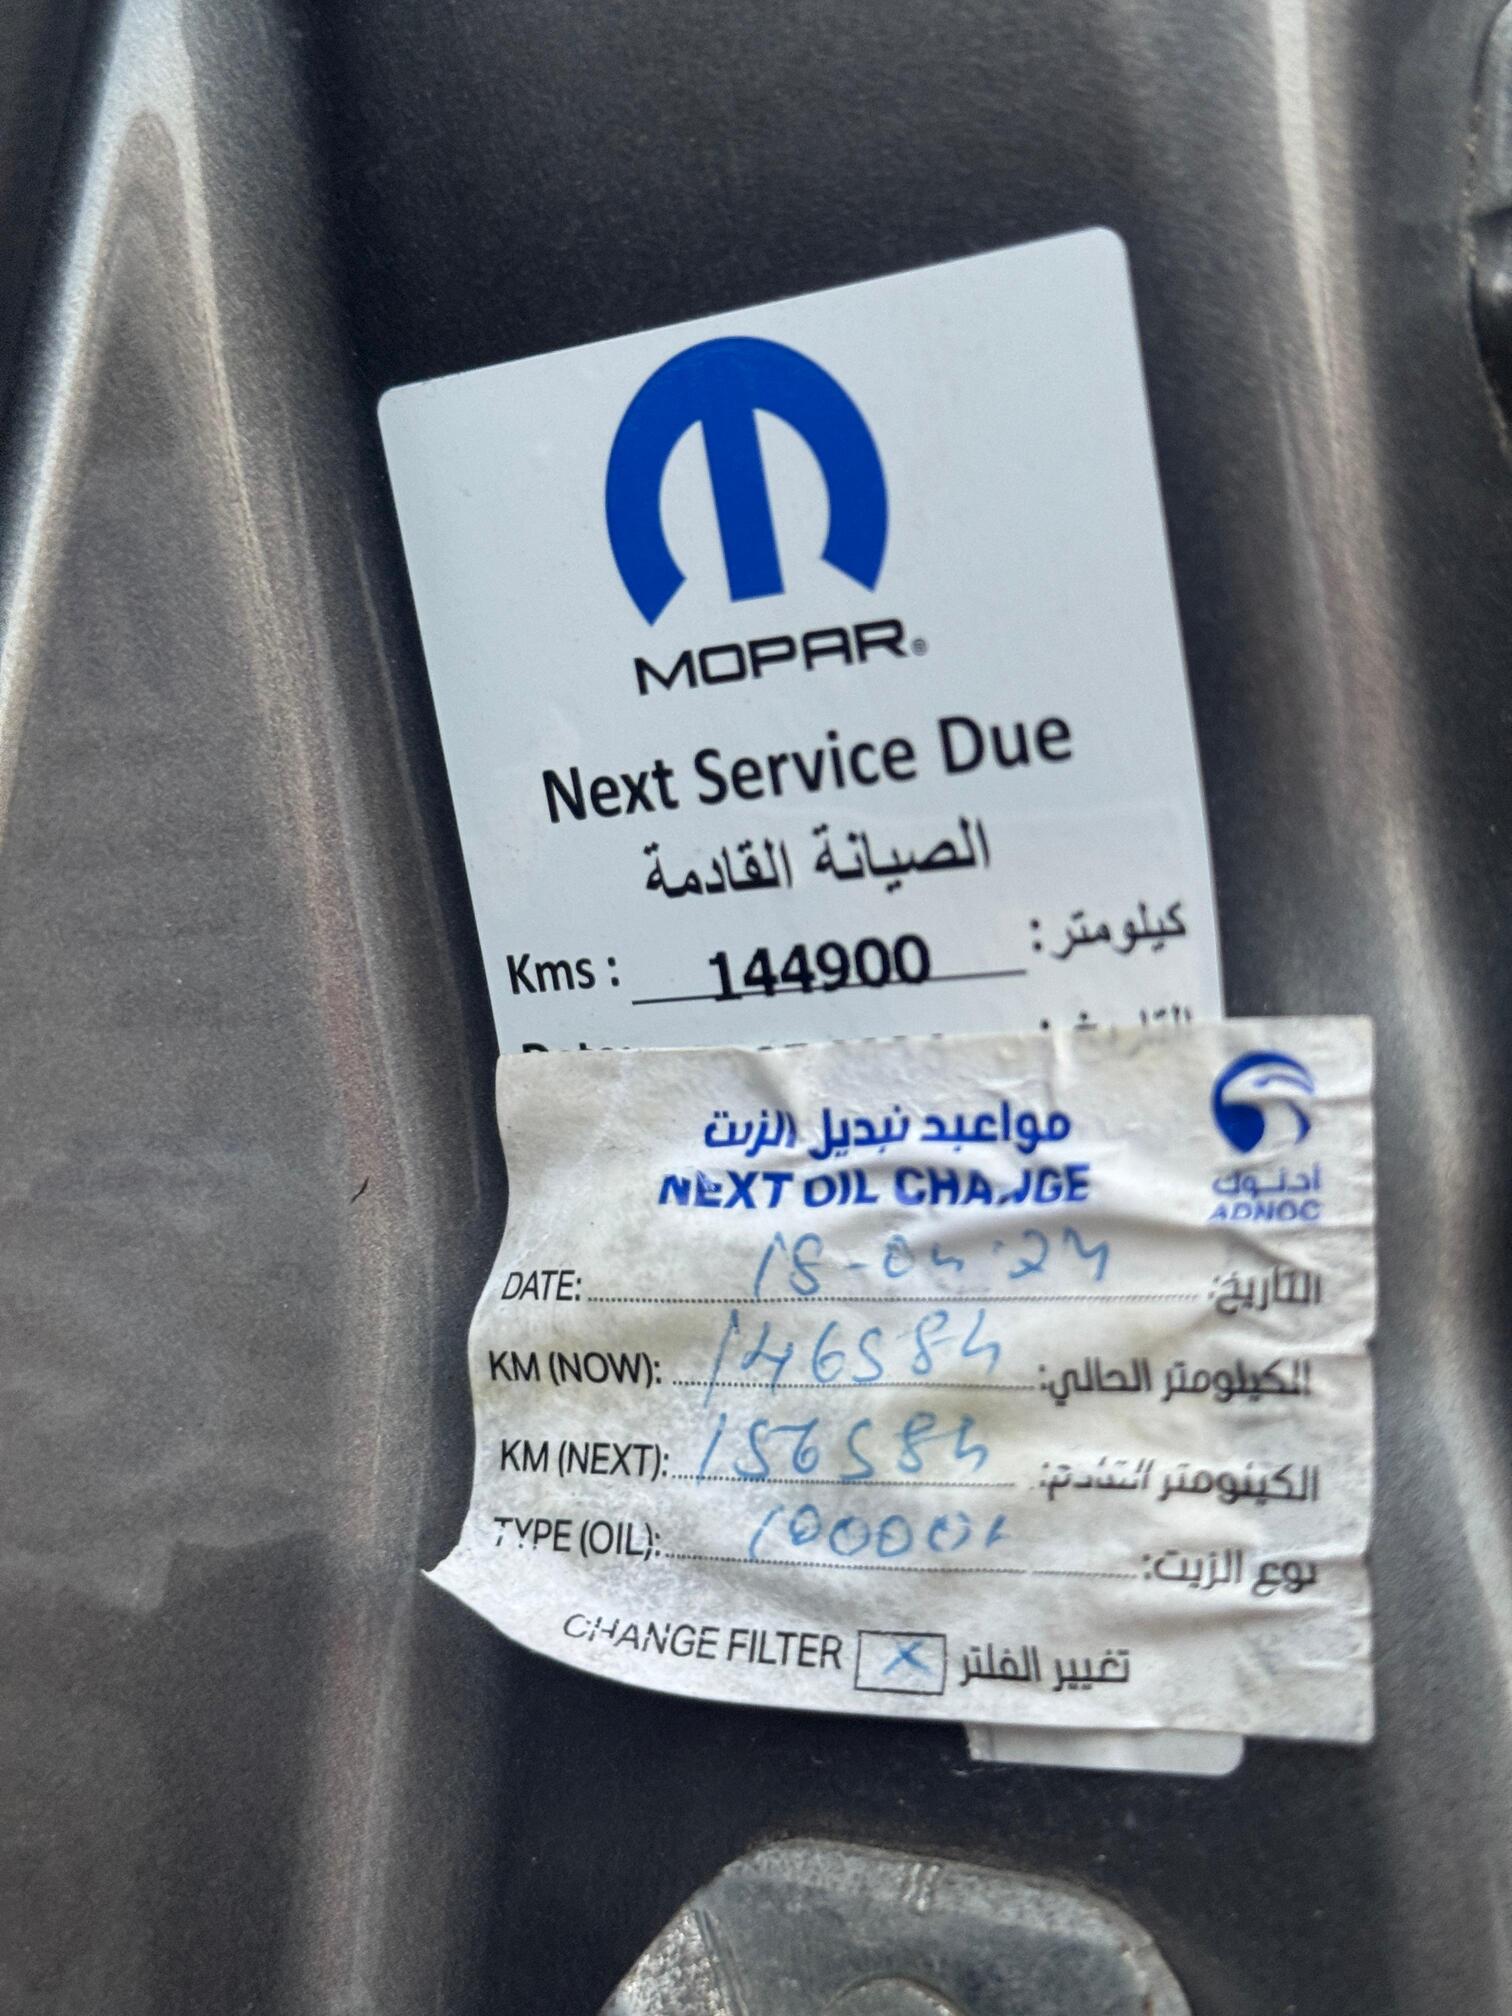 MOPAR®
Next Service Due
الصيانة القادمة
Kms : 144900 كيلومتر:
مواعيد تبديل الزيت
NEXT OIL CHANGE
أدنوك
ADNOC
DATE: 18-04-24 التاريخ:
KM (NOW): 146584 الكيلومتر الحالي:
KM (NEXT): 156584 الكيلومتر القادم:
TYPE (OIL): نوع الزيت:
CHANGE FILTER X تغيير الفلتر